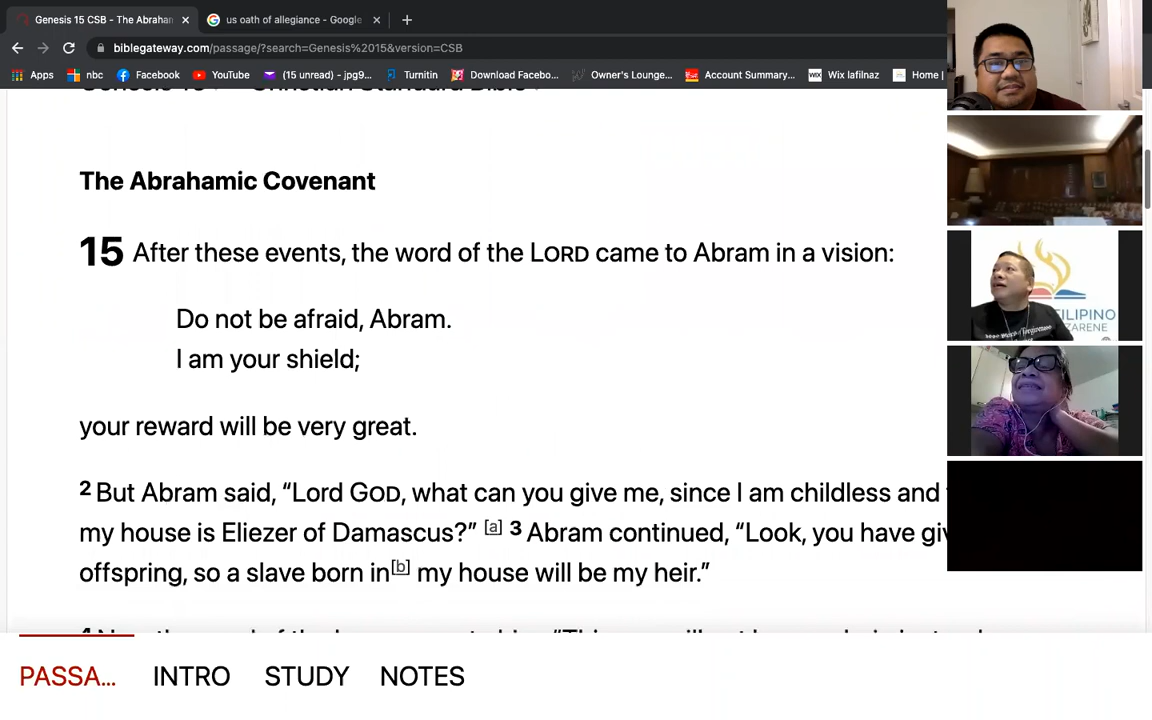 Genesis 15 CSB - The Abrahan
us oath of allegiance - Google
biblegateway.com/passage/?search=Genesis%2015&version=CSB
Apps
nbc
Facebook
YouTube
(15 unread) - jpg9...
Turnitin
Download Facebo...
Owner's Lounge...
Account Summary...
WIX
Wix lafilnaz
Home |
The Abrahamic Covenant
15 After these events, the word of the LORD came to Abram in a vision:
Do not be afraid, Abram.
I am your shield;
your reward will be very great.
2 But Abram said, “Lord GOD, what can you give me, since I am childless and
my house is Eliezer of Damascus?” [a] 3 Abram continued, “Look, you have giv
offspring, so a slave born in[b] my house will be my heir.”
PASSA...
INTRO
STUDY
NOTES
FILIPINO
ZARENE